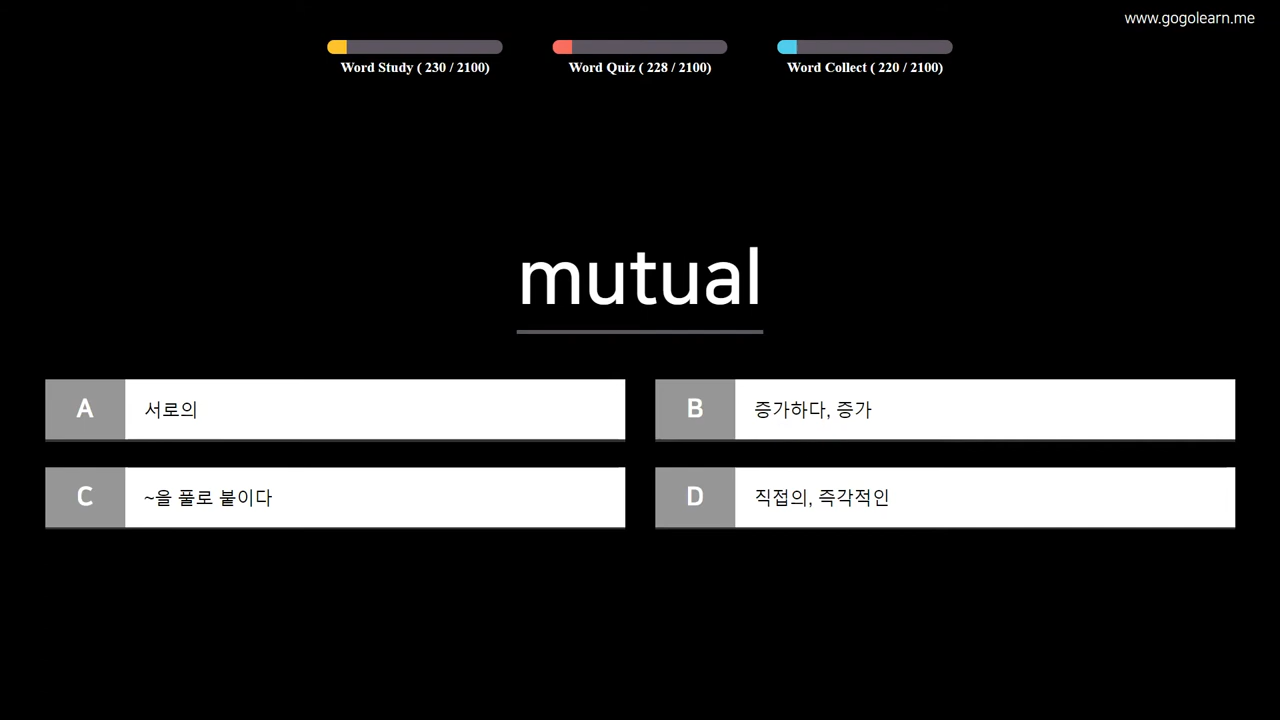 www.gogolearn.me
Word Study ( 230 / 2100)
Word Quiz ( 228 / 2100)
Word Collect ( 220 / 2100)
mutual
A 서로의
B 증가하다, 증가
C ~을 풀로 붙이다
D 직접의, 즉각적인